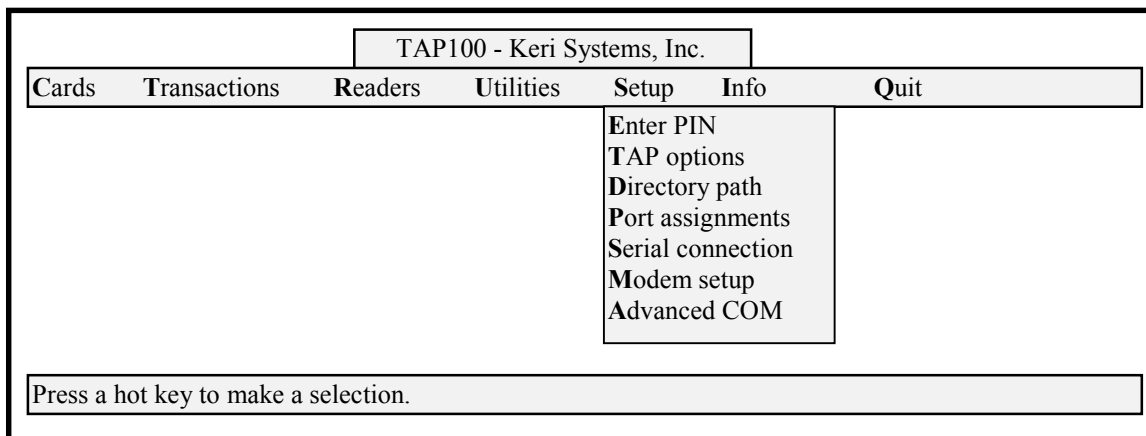 TAP100 - Keri Systems, Inc.
Cards Transactions Readers Utilities Setup Info Quit
Enter PIN
TAP options
Directory path
Port assignments
Serial connection
Modem setup
Advanced COM
Press a hot key to make a selection.